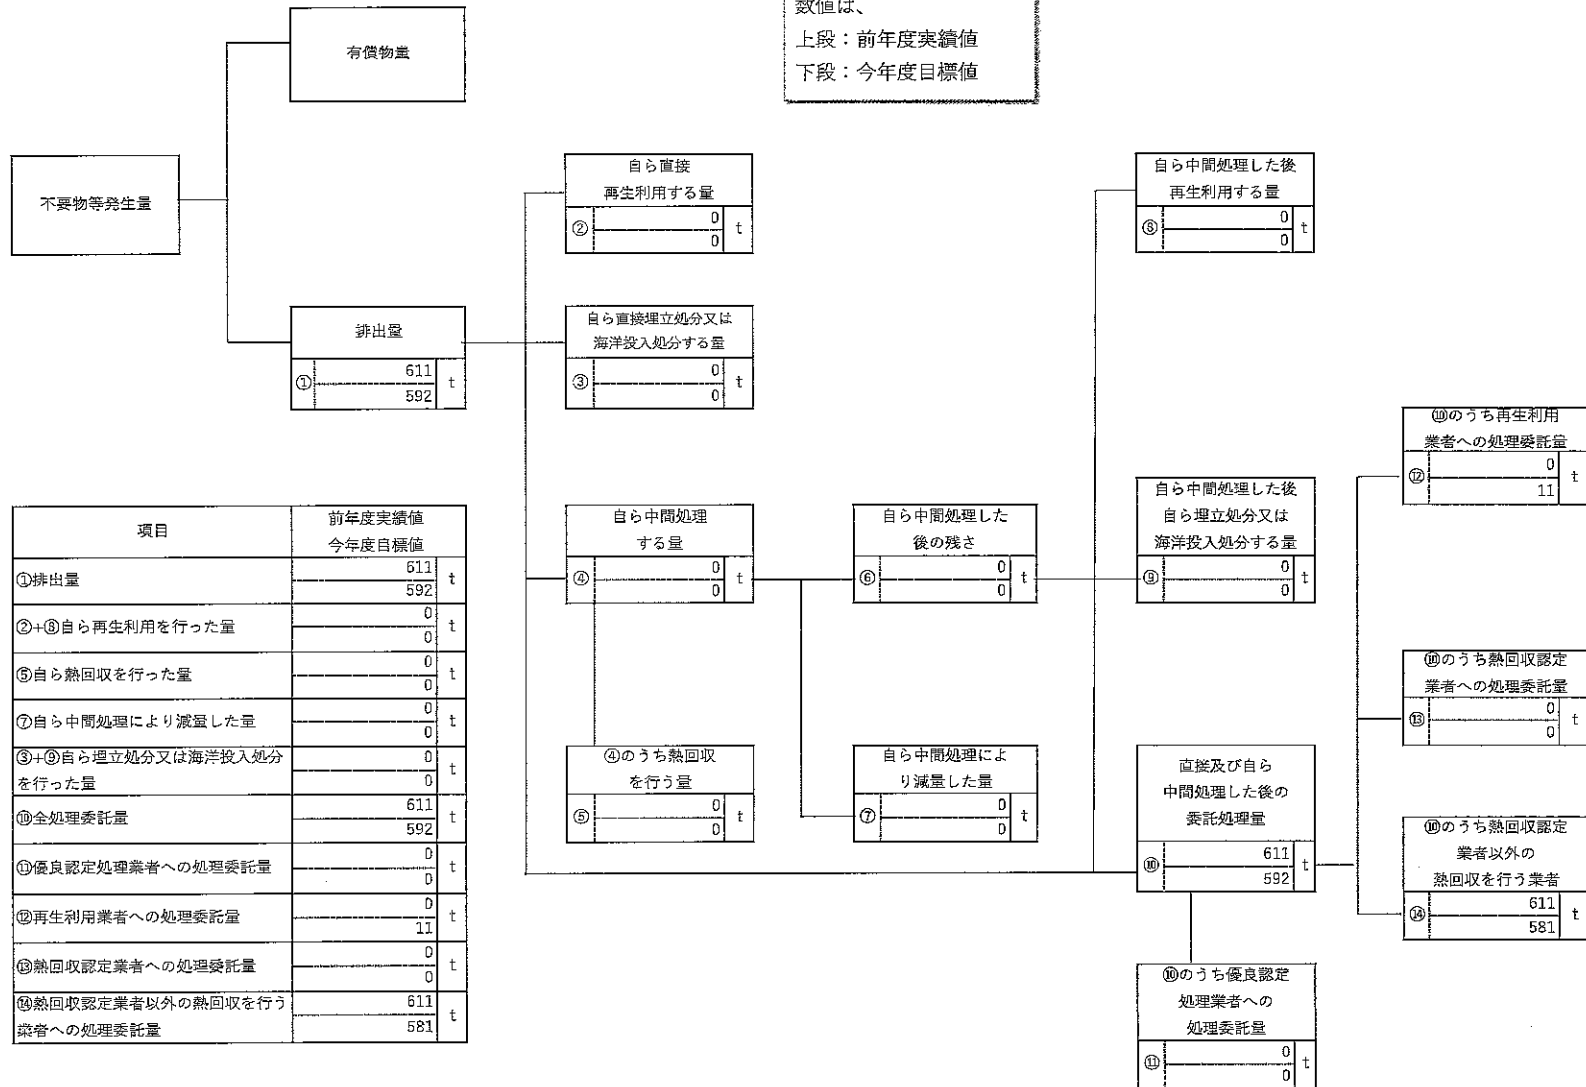 数値は、
上段：前年度実績値
下段：今年度目標値
有償物量
不要物等発生量
排出量
① 611 t
592
自ら直接
再生利用する量
② 0 t
0
自ら直接埋立処分又は
海洋投入処分する量
③ 0 t
0
自ら中間処理
する量
④ 0 t
0
④のうち熱回収
を行う量
⑤ 0 t
0
自ら中間処理した
後の残さ
⑥ 0 t
0
自ら中間処理によ
り減量した量
⑦ 0 t
0
自ら中間処理した後
再生利用する量
⑧ 0 t
0
自ら中間処理した後
自ら埋立処分又は
海洋投入処分する量
⑨ 0 t
0
直接及び自ら
中間処理した後の
委託処理量
⑩ 611 t
592
⑩のうち優良認定
処理業者への
処理委託量
⑪ 0 t
0
⑩のうち再生利用
業者への処理委託量
⑫ 0 t
11
⑩のうち熱回収認定
業者への処理委託量
⑬ 0 t
0
⑩のうち熱回収認定
業者以外の
熱回収を行う業者
⑭ 611 t
581
項目
前年度実績値
今年度目標値
①排出量 611 t
592
②+⑧自ら再生利用を行った量 0 t
0
⑤自ら熱回収を行った量 0 t
0
⑦自ら中間処理により減量した量 0 t
0
③+⑨自ら埋立処分又は海洋投入処分
を行った量
0 t
0
⑩全処理委託量 611 t
592
⑪優良認定処理業者への処理委託量 0 t
0
⑫再生利用業者への処理委託量 0 t
11
⑬熱回収認定業者への処理委託量 0 t
0
⑭熱回収認定業者以外の熱回収を行う
業者への処理委託量
611 t
581